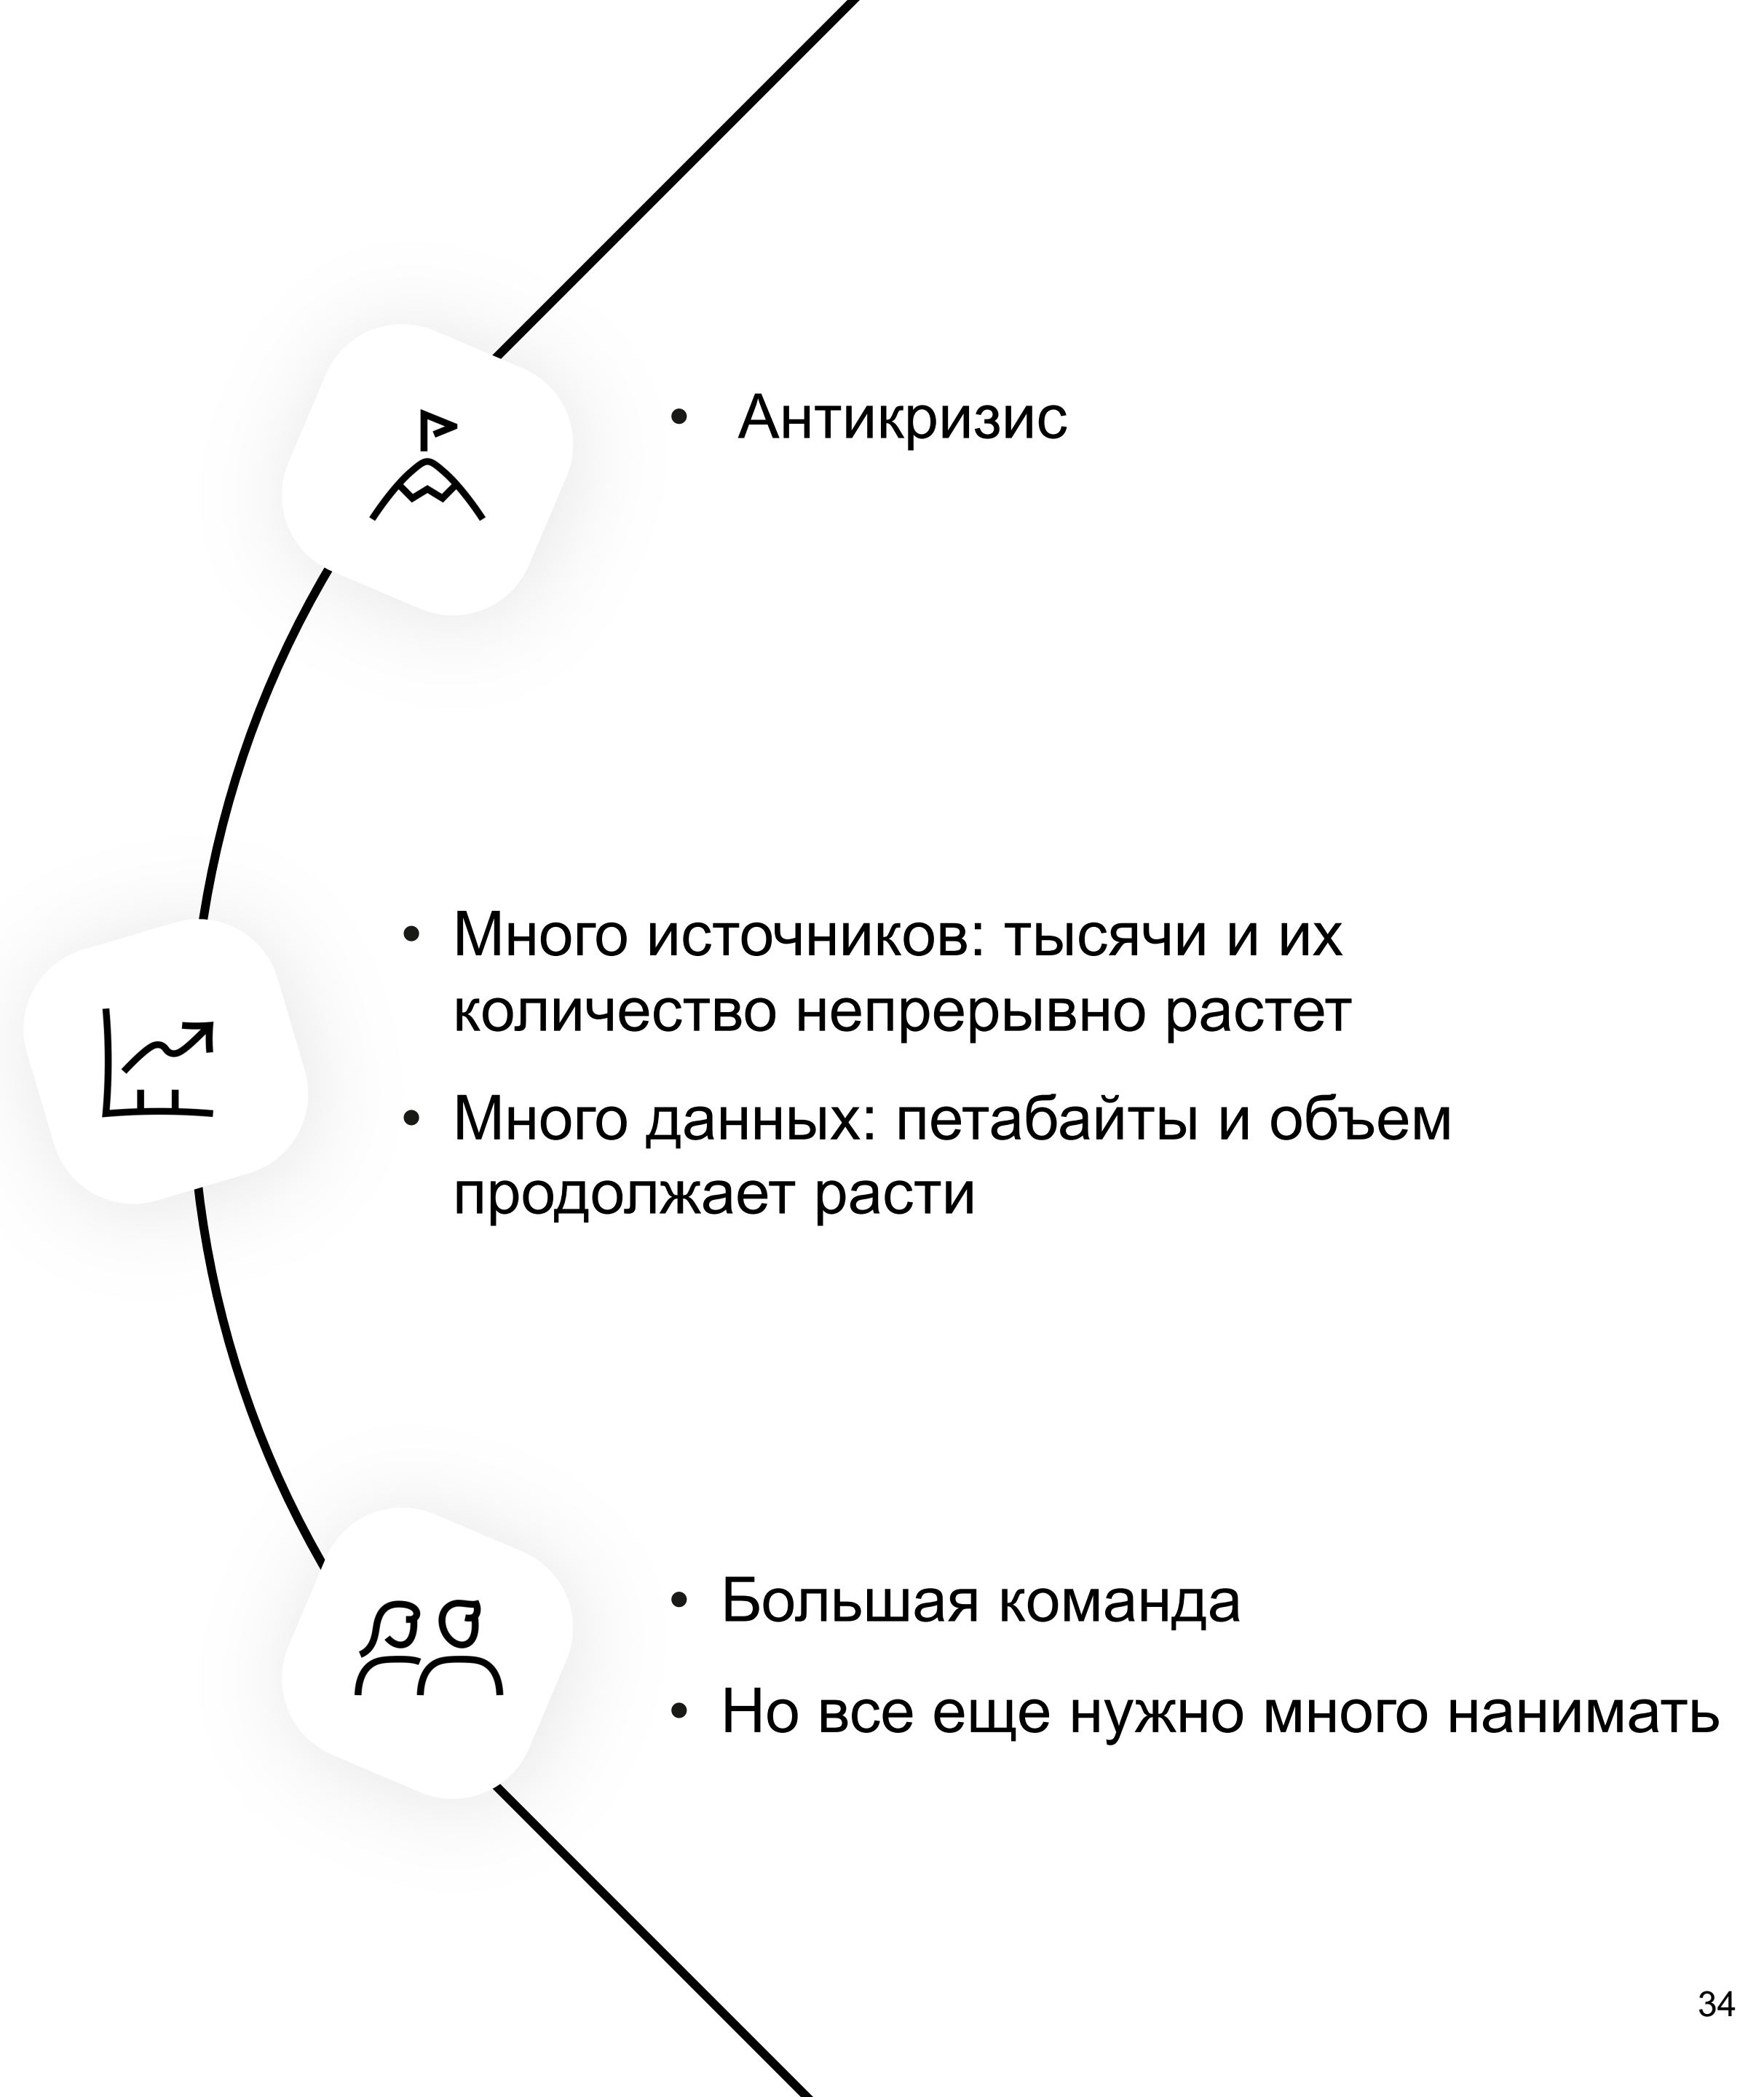 • Антикризис
• Много источников: тысячи и их
количество непрерывно растет
• Много данных: петабайты и объем
продолжает расти
• Большая команда
• Но все еще нужно много нанимать
34